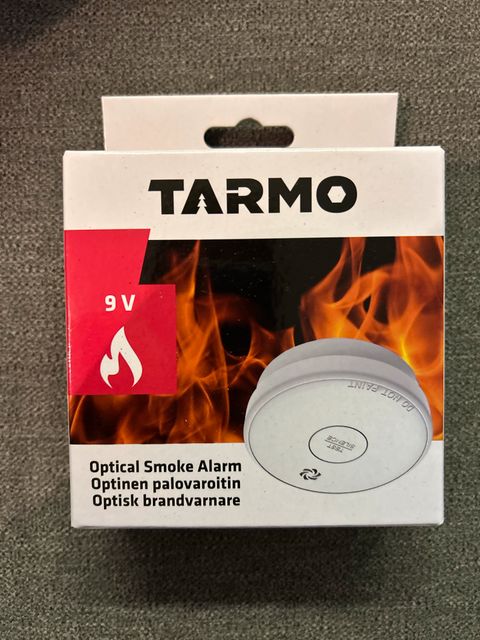 TARMO
9 V
DO NOT PAINT
TEST
SILENCE
Optical Smoke Alarm
Optinen palovaroitin
Optisk brandvarnare